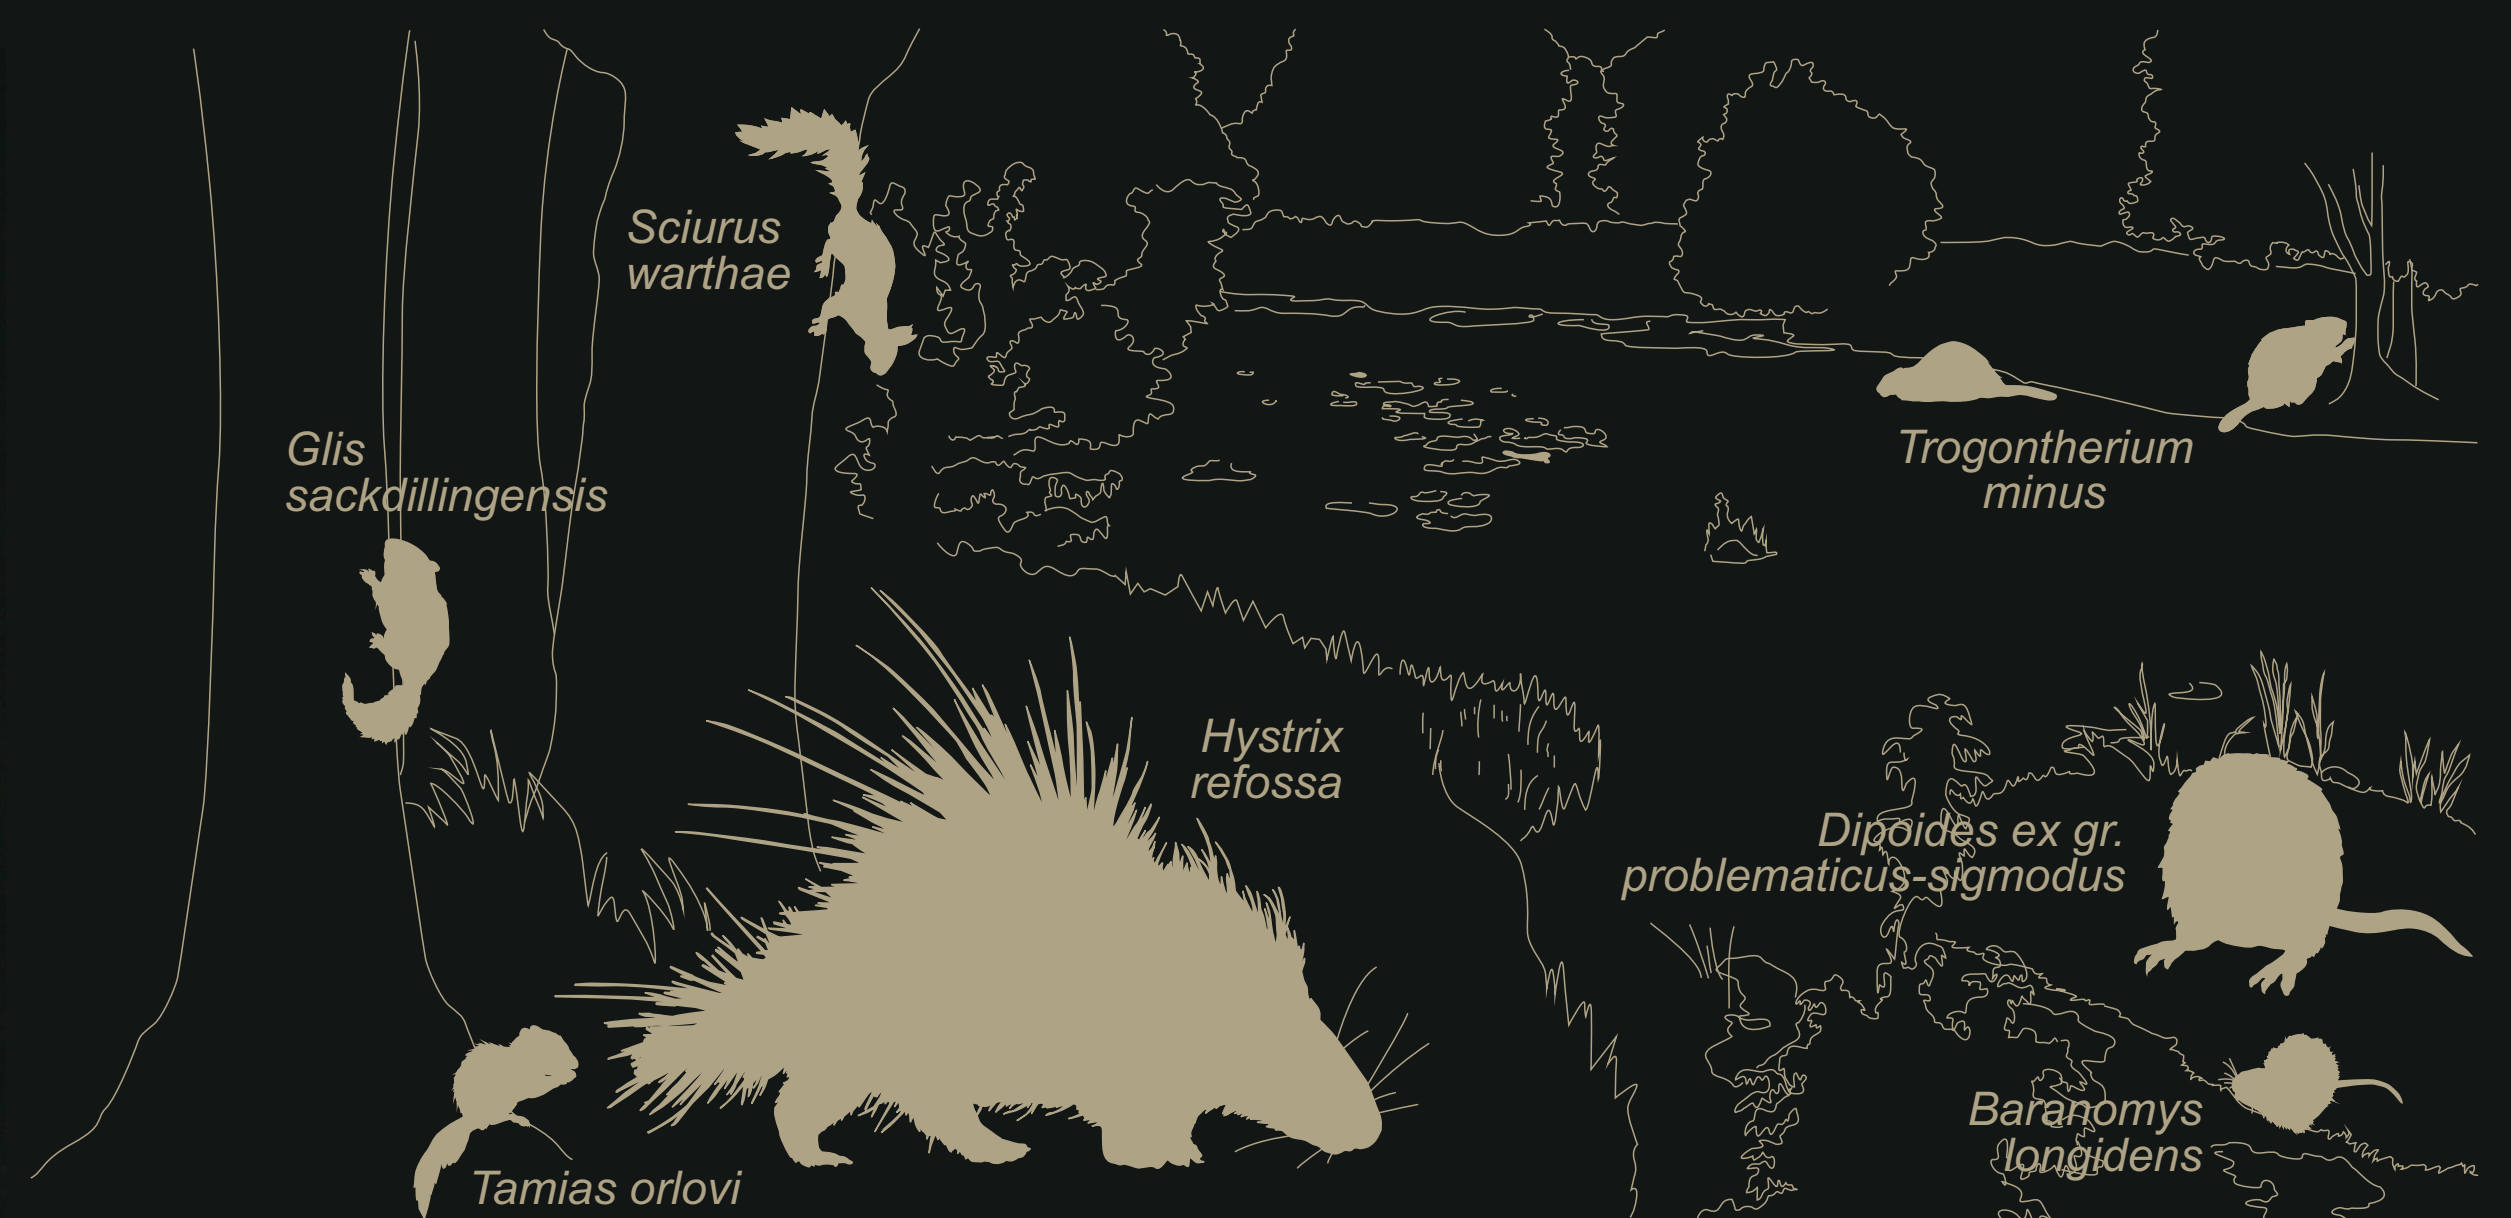 Sciurus
warthae
Glis
sackdillingensis
Trogontherium
minus
Hystrix
refossa
Dipoides ex gr.
problematicus-sigmodus
Baranomys
longidens
Tamias orlovi